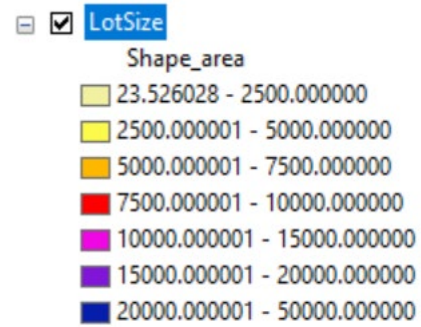 LotSize
Shape_area
23.526028 - 2500.000000
2500.000001 - 5000.000000
5000.000001 - 7500.000000
7500.000001 - 10000.000000
10000.000001 - 15000.000000
15000.000001 - 20000.000000
20000.000001 - 50000.000000